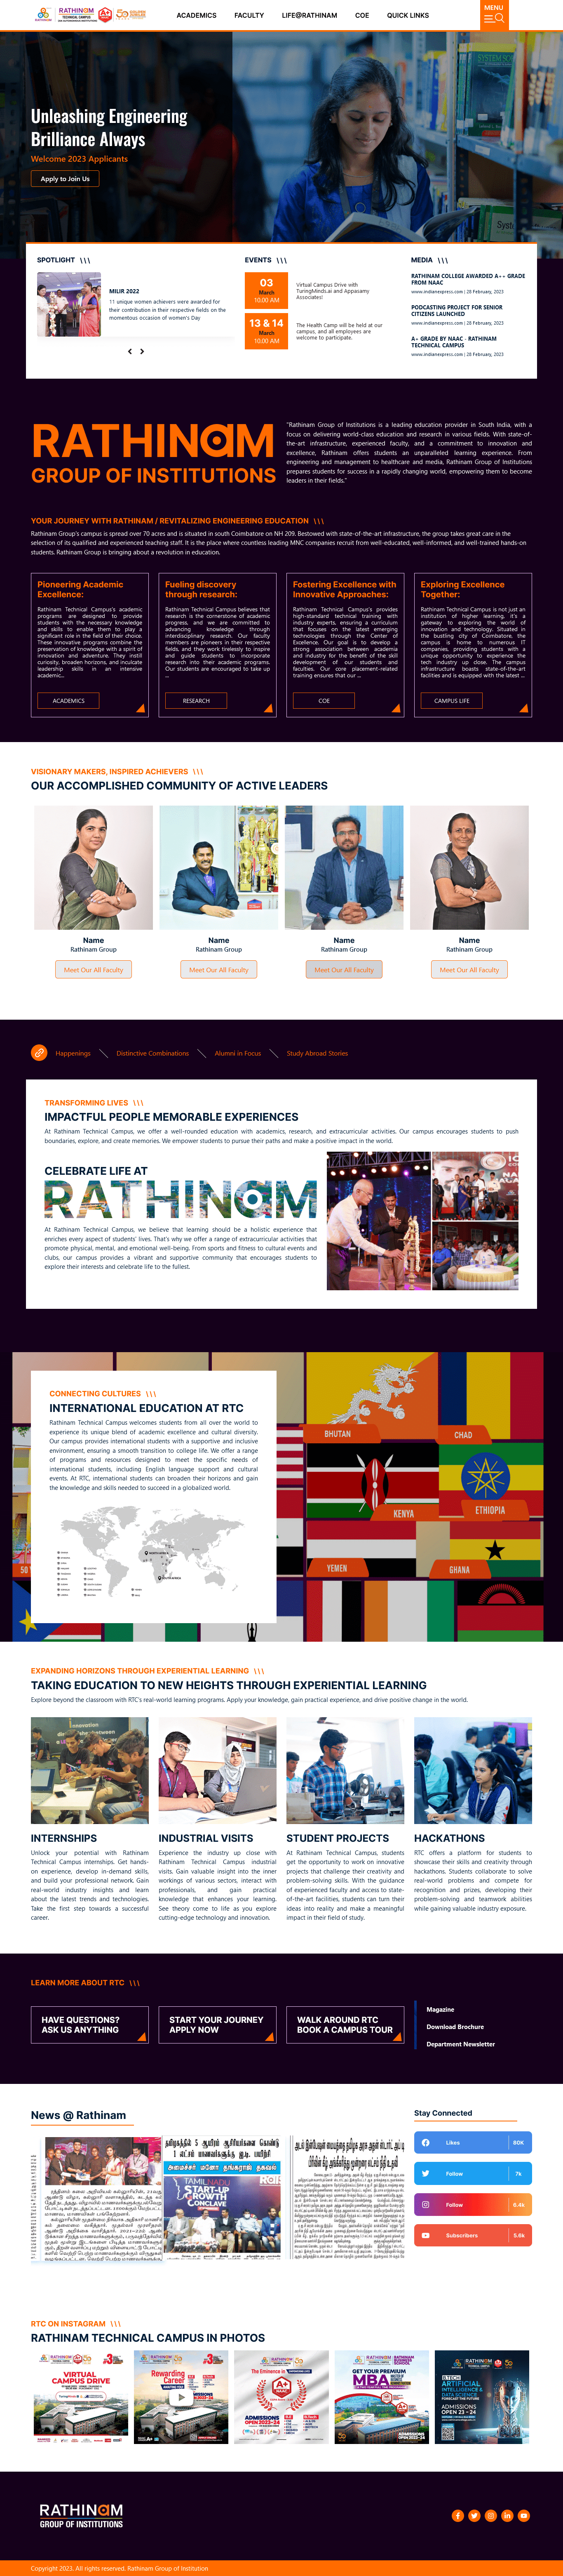 RATHINAM
TECHNICAL CAMPUS
ACADEMICS
FACULTY
LIFE@RATHINAM
COE
QUICK LINKS
MENU
Unleashing Engineering
Brilliance Always
Welcome 2023 Applicants
Apply to Join Us
SPOTLIGHT \\\
MILIR 2022
11 unique women achievers were awarded for
their contribution in their respective fields on the
momentous occasion of women's Day
EVENTS \\\
03
March
10.00 AM
Virtual Campus Drive with
TuringMinds.ai and Appasamy
Associates!
13 & 14
March
10.00 AM
The Health Camp will be held at our
campus, and all employees are
welcome to participate.
MEDIA \\\
RATHINAM COLLEGE AWARDED A++ GRADE
FROM NAAC
www.indianexpress.com | 28 February, 2023
PODCASTING PROJECT FOR SENIOR
CITIZENS LAUNCHED
www.indianexpress.com | 28 February, 2023
A+ GRADE BY NAAC - RATHINAM
TECHNICAL CAMPUS
www.indianexpress.com | 28 February, 2023
RATHINAM
GROUP OF INSTITUTIONS
"Rathinam Group of Institutions is a leading education provider in South India, with a
focus on delivering world-class education and research in various fields. With state-of-
the-art infrastructure, experienced faculty, and a commitment to innovation and
excellence, Rathinam offers students an unparalleled learning experience. From
engineering and management to healthcare and media, Rathinam Group of Institutions
prepares students for success in a rapidly changing world, empowering them to become
leaders in their fields."
YOUR JOURNEY WITH RATHINAM / REVITALIZING ENGINEERING EDUCATION \\\
Rathinam Group's campus is spread over 70 acres and is situated in south Coimbatore on NH 209. Bestowed with state-of-the-art infrastructure, the group takes great care in the
selection of its qualified and experienced teaching staff. It is the place where countless leading MNC companies recruit from well-educated, well-informed, and well-trained hands-on
students. Rathinam Group is bringing about a revolution in education.
Pioneering Academic
Excellence:
Rathinam Technical Campus's academic
programs are designed to provide
students with the necessary knowledge
and skills to enable them to play a
significant role in the field of their choice.
These innovative programs combine the
preservation of knowledge with a spirit of
innovation and adventure. They instill
curiosity, broaden horizons, and inculcate
leadership skills in an intensive
academic...
ACADEMICS
Fueling discovery
through research:
Rathinam Technical Campus believes that
research is the cornerstone of academic
progress, and we are committed to
advancing knowledge through
interdisciplinary research. Our faculty
members are pioneers in their respective
fields, and they work tirelessly to inspire
and guide students to incorporate
research into their academic programs.
Our students are encouraged to take up
...
RESEARCH
Fostering Excellence with
Innovative Approaches:
Rathinam Technical Campus's provides
high-standard technical training with
industry experts, ensuring a curriculum
that focuses on the latest emerging
technologies through the Center of
Excellence. Our goal is to develop a
strong association between academia
and industry for the benefit of the skill
development of our students and
faculties. Our core placement-related
training ensures that our ...
COE
Exploring Excellence
Together:
Rathinam Technical Campus is not just an
institution of higher learning, it's a
gateway to exploring the world of
innovation and technology. Situated in
the bustling city of Coimbatore, the
campus is home to numerous IT
companies, providing students with a
unique opportunity to experience the
tech industry up close. The campus
infrastructure boasts state-of-the-art
facilities and is equipped with the latest ...
CAMPUS LIFE
VISIONARY MAKERS, INSPIRED ACHIEVERS \\\
OUR ACCOMPLISHED COMMUNITY OF ACTIVE LEADERS
Name
Rathinam Group
Meet Our All Faculty
Name
Rathinam Group
Meet Our All Faculty
Name
Rathinam Group
Meet Our All Faculty
Name
Rathinam Group
Meet Our All Faculty
Happenings
Distinctive Combinations
Alumni in Focus
Study Abroad Stories
TRANSFORMING LIVES \\\
IMPACTFUL PEOPLE MEMORABLE EXPERIENCES
At Rathinam Technical Campus, we offer a well-rounded education with academics, research, and extracurricular activities. Our campus encourages students to push
boundaries, explore, and create memories. We empower students to pursue their paths and make a positive impact in the world.
CELEBRATE LIFE AT
RATHINAM
At Rathinam Technical Campus, we believe that learning should be a holistic experience that
enriches every aspect of students' lives. That's why we offer a range of extracurricular activities that
promote physical, mental, and emotional well-being. From sports and fitness to cultural events and
clubs, our campus provides a vibrant and supportive community that encourages students to
explore their interests and celebrate life to the fullest.
CONNECTING CULTURES \\\
INTERNATIONAL EDUCATION AT RTC
Rathinam Technical Campus welcomes students from all over the world to
experience its unique blend of academic excellence and cultural diversity.
Our campus provides international students with a supportive and inclusive
environment, ensuring a smooth transition to college life. We offer a range
of programs and resources designed to meet the specific needs of
international students, including English language support and cultural
events. At RTC, international students can broaden their horizons and gain
the knowledge and skills needed to succeed in a globalized world.
BHUTAN
CHAD
KENYA
ETHIOPIA
YEMEN
GHANA
EXPANDING HORIZONS THROUGH EXPERIENTIAL LEARNING \\\
TAKING EDUCATION TO NEW HEIGHTS THROUGH EXPERIENTIAL LEARNING
Explore beyond the classroom with RTC's real-world learning programs. Apply your knowledge, gain practical experience, and drive positive change in the world.
INTERNSHIPS
Unlock your potential with Rathinam
Technical Campus internships. Get hands-
on experience, develop in-demand skills,
and build your professional network. Gain
real-world industry insights and learn
about the latest trends and technologies.
Take the first step towards a successful
career.
INDUSTRIAL VISITS
Experience the industry up close with
Rathinam Technical Campus industrial
visits. Gain valuable insight into the inner
workings of various sectors, interact with
professionals, and gain practical
knowledge that enhances your learning.
See theory come to life as you explore
cutting-edge technology and innovation.
STUDENT PROJECTS
At Rathinam Technical Campus, students
get the opportunity to work on innovative
projects that challenge their creativity and
problem-solving skills. With the guidance
of experienced faculty and access to state-
of-the-art facilities, students can turn their
ideas into reality and make a meaningful
impact in their field of study.
HACKATHONS
RTC offers a platform for students to
showcase their skills and creativity through
hackathons. Students collaborate to solve
real-world problems and compete for
recognition and prizes, developing their
problem-solving and teamwork abilities
while gaining valuable industry exposure.
LEARN MORE ABOUT RTC \\\
HAVE QUESTIONS?
ASK US ANYTHING
START YOUR JOURNEY
APPLY NOW
WALK AROUND RTC
BOOK A CAMPUS TOUR
Magazine
Download Brochure
Department Newsletter
News @ Rathinam
TAMILNADU
START-UP
GROWTH
CONCLAVE
Stay Connected
Likes 60K
Follow 7k
Follow 6.4k
Subscribers 5.6k
RTC ON INSTAGRAM \\\
RATHINAM TECHNICAL CAMPUS IN PHOTOS
VIRTUAL
CAMPUS DRIVE
Rewarding
Career
The Eminence is
A+
ADMISSIONS
OPEN 2023-24
GET YOUR PREMIUM
MBA
B.TECH
ARTIFICIAL
INTELLIGENCE &
DATA SCIENCE
ADMISSIONS
OPEN 23 - 24
RATHINAM
GROUP OF INSTITUTIONS
Copyright 2023. All rights reserved. Rathinam Group of Institution